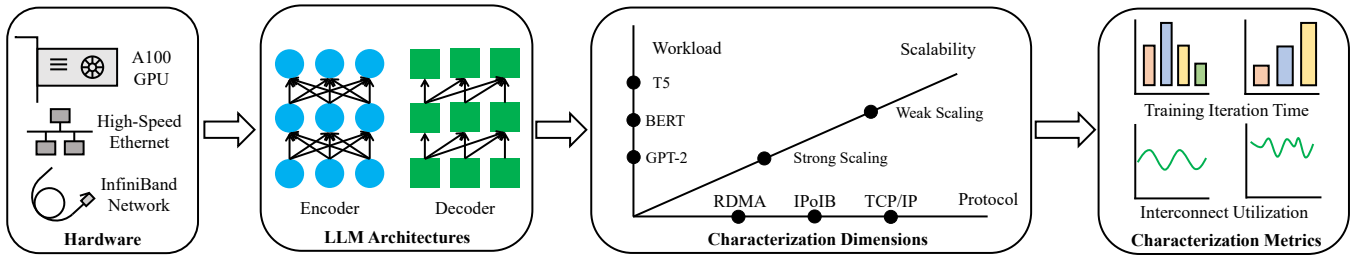 A100
GPU
High-Speed
Ethernet
InfiniBand
Network
Hardware
Encoder
Decoder
LLM Architectures
Workload
Scalability
T5
BERT
Weak Scaling
GPT-2
Strong Scaling
RDMA
IPoIB
TCP/IP
Protocol
Characterization Dimensions
Training Iteration Time
Interconnect Utilization
Characterization Metrics